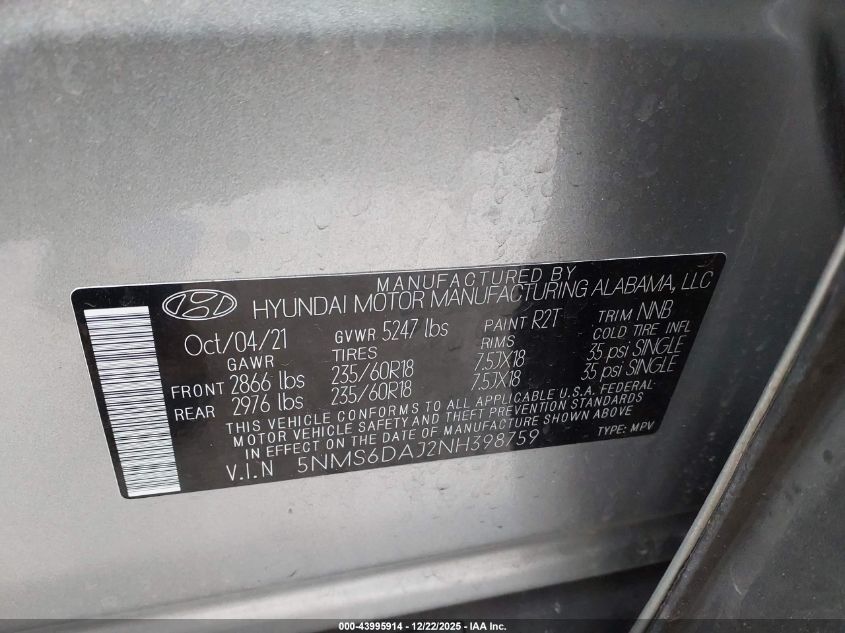 MANUFACTURED BY
HYUNDAI MOTOR MANUFACTURING ALABAMA, LLC
Oct/04/21 GVWR 5247 lbs PAINT R2T TRIM NNB
GAWR TIRES RIMS COLD TIRE INFL
FRONT 2866 lbs 235/60R18 7.5JX18 35 psi SINGLE
REAR 2976 lbs 235/60R18 7.5JX18 35 psi SINGLE
THIS VEHICLE CONFORMS TO ALL APPLICABLE U.S.A. FEDERAL
MOTOR VEHICLE SAFETY AND THEFT PREVENTION STANDARDS
IN EFFECT ON THE DATE OF MANUFACTURE SHOWN ABOVE
V.I.N 5NMS6DAJ2NH398759 TYPE: MPV
000-43995914 - 12/22/2025 - IAA Inc.